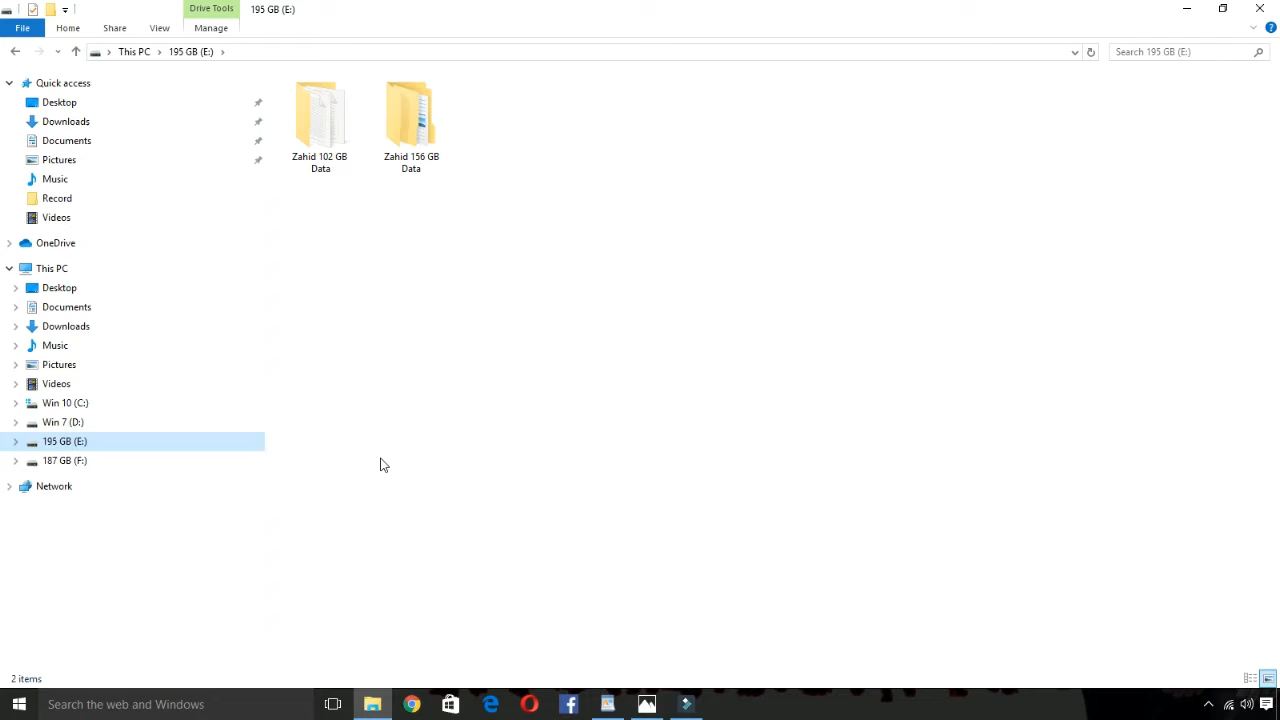 Drive Tools
195 GB (E:)
File
Home
Share
View
Manage
This PC
195 GB (E:)
Search 195 GB (E:)
Quick access
Desktop
Downloads
Documents
Pictures
Music
Record
Videos
OneDrive
This PC
Desktop
Documents
Downloads
Music
Pictures
Videos
Win 10 (C:)
Win 7 (D:)
195 GB (E:)
187 GB (F:)
Network
Zahid 102 GB
Data
Zahid 156 GB
Data
2 items
Search the web and Windows